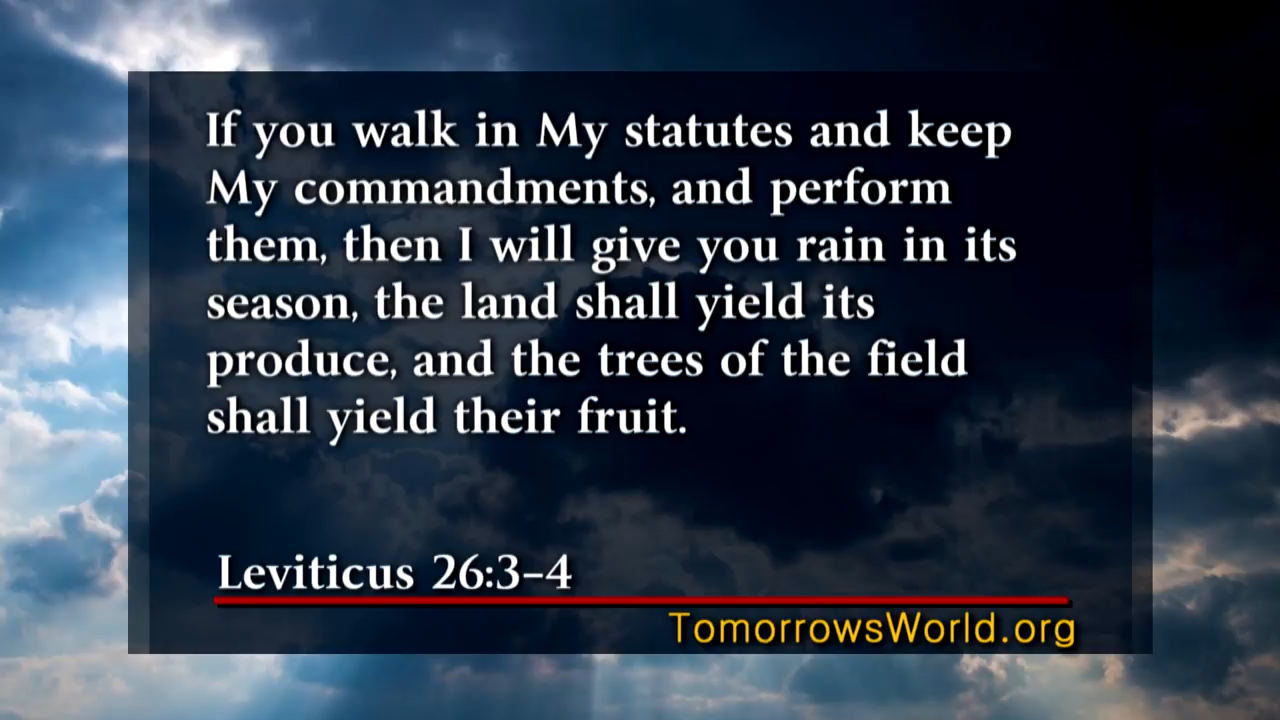 If you walk in My statutes and keep
My commandments, and perform
them, then I will give you rain in its
season, the land shall yield its
produce, and the trees of the field
shall yield their fruit.
Leviticus 26:3–4
TomorrowsWorld.org